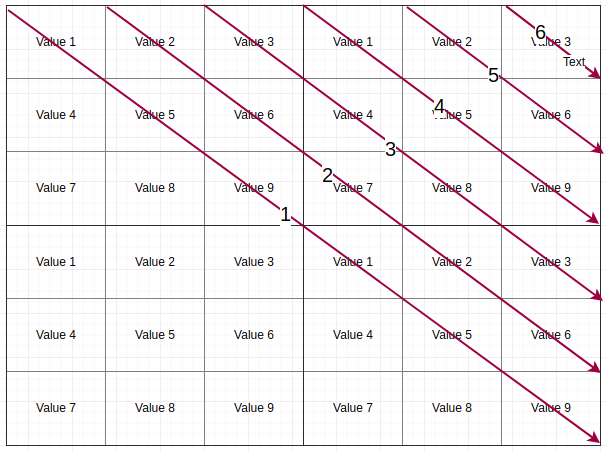 6
Value 1 Value 2 Value 3 Value 1 Value 2 Value 3
Text
5
4
Value 4 Value 5 Value 6 Value 4 Value 5 Value 6
3
2
Value 7 Value 8 Value 9 Value 7 Value 8 Value 9
1
Value 1 Value 2 Value 3 Value 1 Value 2 Value 3
Value 4 Value 5 Value 6 Value 4 Value 5 Value 6
Value 7 Value 8 Value 9 Value 7 Value 8 Value 9